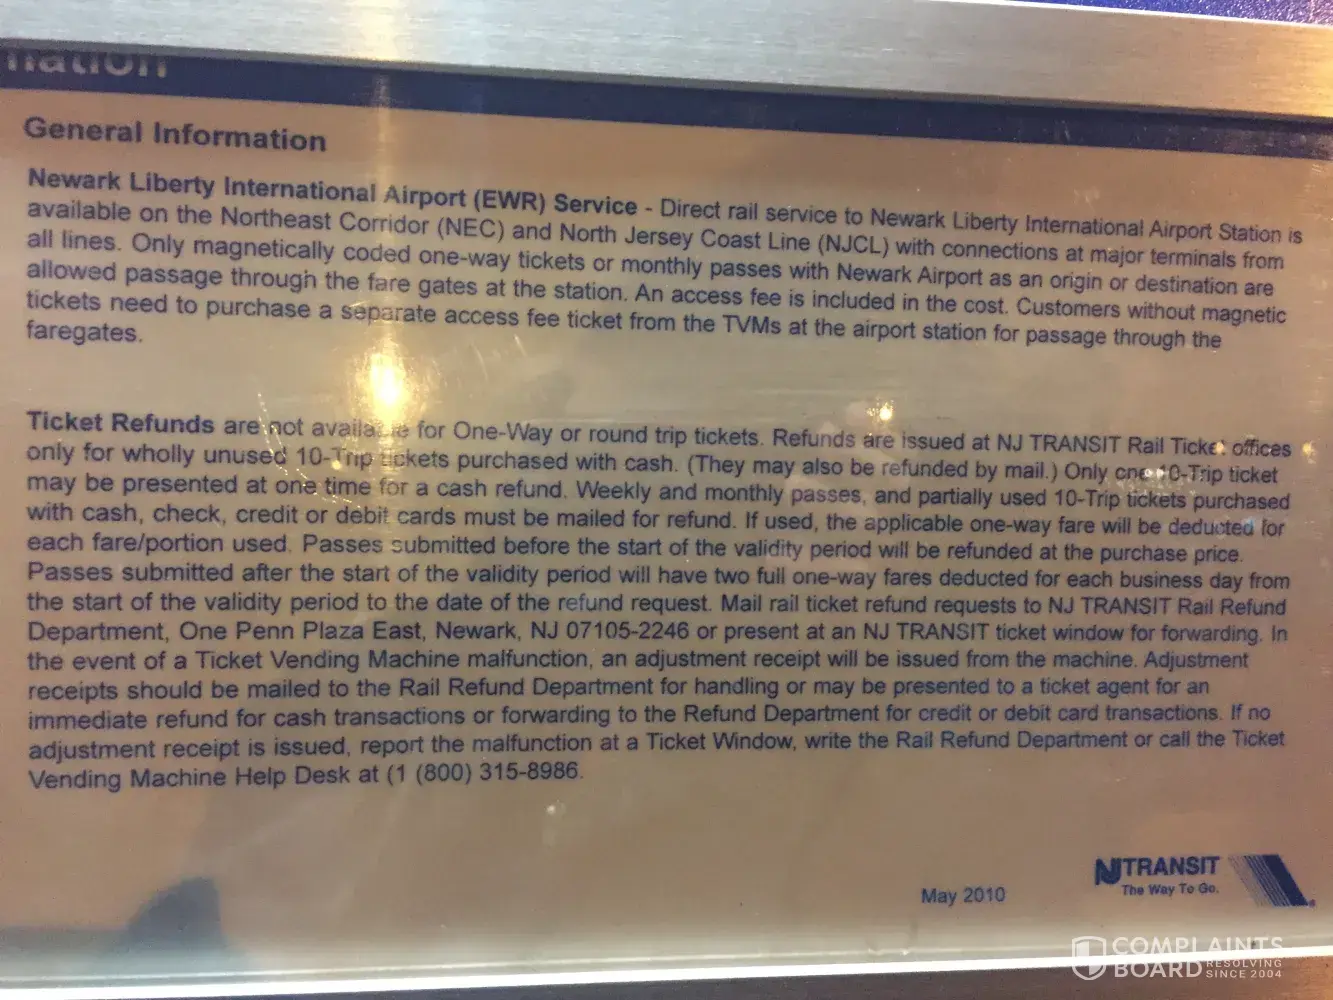 nation
General Information
Newark Liberty International Airport (EWR) Service - Direct rail service to Newark Liberty International Airport Station is
available on the Northeast Corridor (NEC) and North Jersey Coast Line (NJCL) with connections at major terminals from
all lines. Only magnetically coded one-way tickets or monthly passes with Newark Airport as an origin or destination are
allowed passage through the fare gates at the station. An access fee is included in the cost. Customers without magnetic
tickets need to purchase a separate access fee ticket from the TVMs at the airport station for passage through the
faregates.
Ticket Refunds are not available for One-Way or round trip tickets. Refunds are issued at NJ TRANSIT Rail Ticket offices
only for wholly unused 10-Trip tickets purchased with cash. (They may also be refunded by mail.) Only one 10-Trip ticket
may be presented at one time for a cash refund. Weekly and monthly passes, and partially used 10-Trip tickets purchased
with cash, check, credit or debit cards must be mailed for refund. If used, the applicable one-way fare will be deducted for
each fare/portion used. Passes submitted before the start of the validity period will be refunded at the purchase price.
Passes submitted after the start of the validity period will have two full one-way fares deducted for each business day from
the start of the validity period to the date of the refund request. Mail rail ticket refund requests to NJ TRANSIT Rail Refund
Department, One Penn Plaza East, Newark, NJ 07105-2246 or present at an NJ TRANSIT ticket window for forwarding. In
the event of a Ticket Vending Machine malfunction, an adjustment receipt will be issued from the machine. Adjustment
receipts should be mailed to the Rail Refund Department for handling or may be presented to a ticket agent for an
immediate refund for cash transactions or forwarding to the Refund Department for credit or debit card transactions. If no
adjustment receipt is issued, report the malfunction at a Ticket Window, write the Rail Refund Department or call the Ticket
Vending Machine Help Desk at (1 (800) 315-8986.
May 2010
NJ TRANSIT
The Way To Go.
COMPLAINTS
BOARD RESOLVING
SINCE 2004